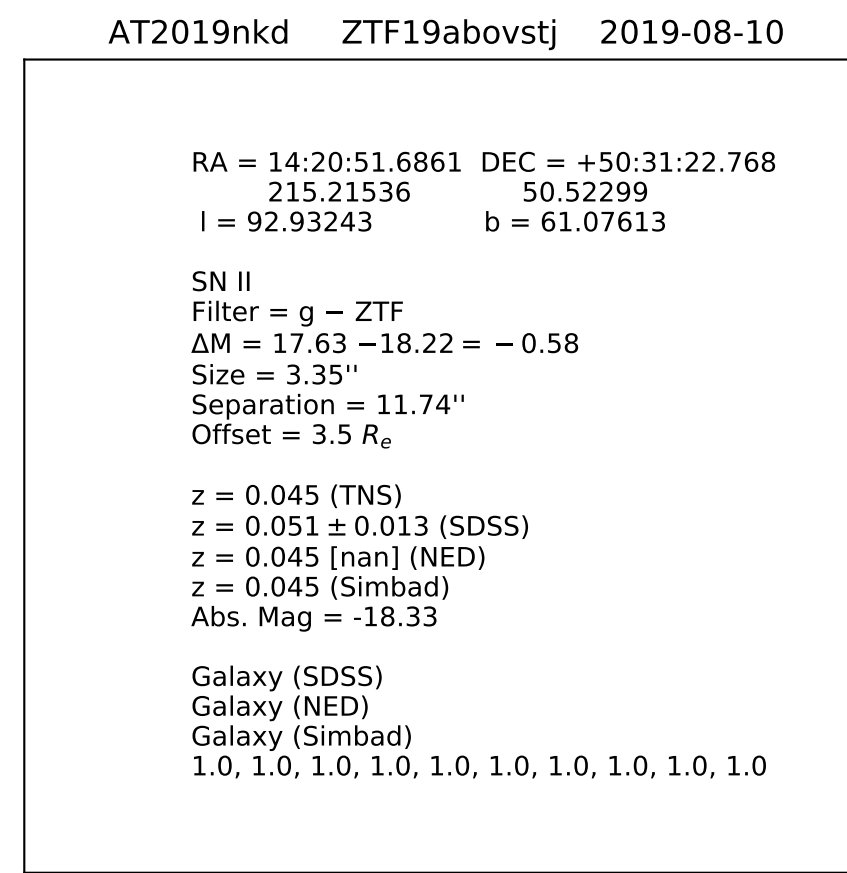 AT2019nkd ZTF19abovstj 2019-08-10
RA = 14:20:51.6861 DEC = +50:31:22.768
215.21536 50.52299
l = 92.93243 b = 61.07613
SN II
Filter = g − ZTF
ΔM = 17.63 −18.22 = − 0.58
Size = 3.35''
Separation = 11.74''
Offset = 3.5 Re
z = 0.045 (TNS)
z = 0.051 ± 0.013 (SDSS)
z = 0.045 [nan] (NED)
z = 0.045 (Simbad)
Abs. Mag = -18.33
Galaxy (SDSS)
Galaxy (NED)
Galaxy (Simbad)
1.0, 1.0, 1.0, 1.0, 1.0, 1.0, 1.0, 1.0, 1.0, 1.0